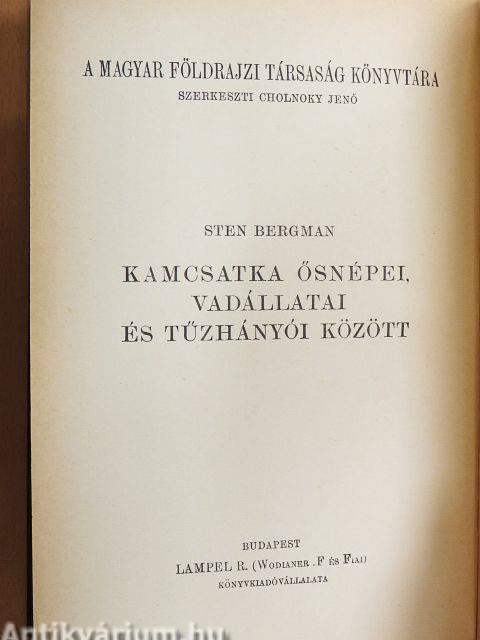 A MAGYAR FÖLDRAJZI TÁRSASÁG KÖNYVTÁRA
SZERKESZTI CHOLNOKY JENŐ
STEN BERGMAN
KAMCSATKA ŐSNÉPEI,
VADÁLLATAI
ÉS TŰZHÁNYÓI KÖZÖTT
BUDAPEST
LAMPEL R. (WODIANER .F ÉS FIAI)
KÖNYVKIADÓVÁLLALATA
Antikvárium.hu